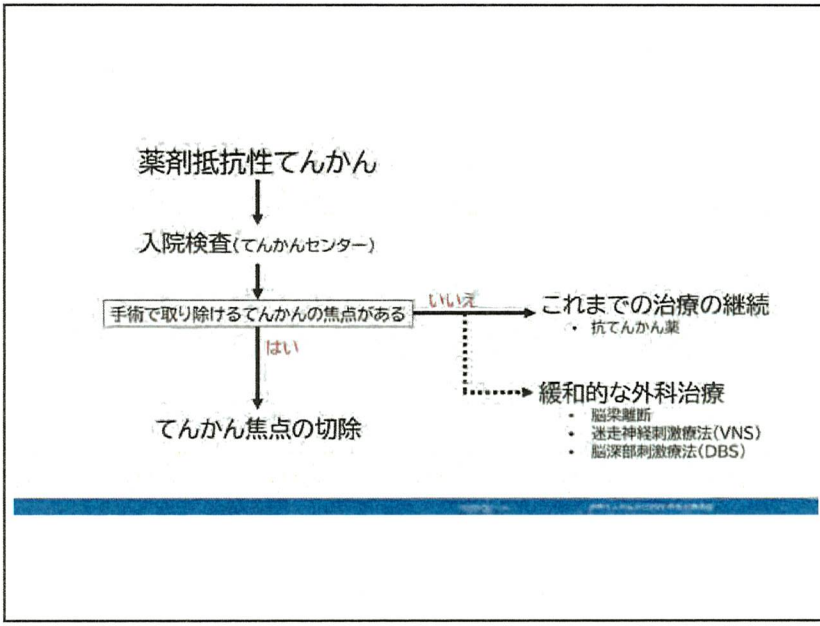 薬剤抵抗性てんかん
入院検査(てんかんセンター)
手術で取り除けるてんかんの焦点がある
いいえ
はい
これまでの治療の継続
• 抗てんかん薬
緩和的な外科治療
• 脳梁離断
• 迷走神経刺激療法(VNS)
• 脳深部刺激療法(DBS)
てんかん焦点の切除